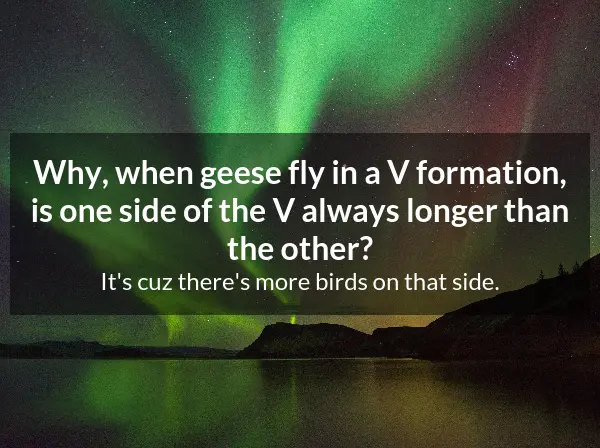 Why, when geese fly in a V formation,
is one side of the V always longer than
the other?
It's cuz there's more birds on that side.